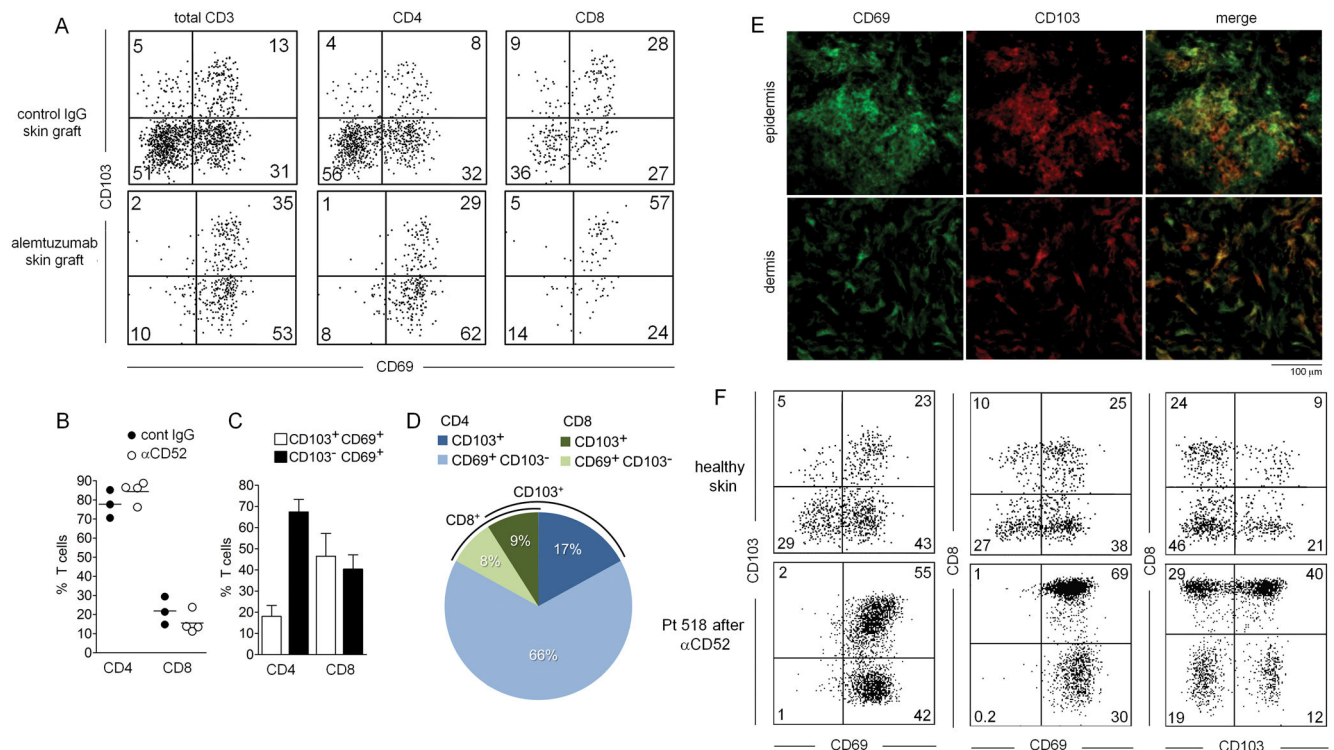 A
total CD3
CD4
CD8
control IgG
skin graft
alemtuzumab
skin graft
CD103
5
13
51
31
4
8
56
32
9
28
36
27
2
35
10
53
1
29
8
62
5
57
14
24
CD69
B
cont IgG
αCD52
% T cells
90
80
70
60
50
40
30
20
10
0
CD4
CD8
C
CD103+ CD69+
CD103- CD69+
% T cells
80
70
60
50
40
30
20
10
0
CD4
CD8
D
CD4
CD103+
CD69+ CD103-
CD8
CD103+
CD69+ CD103-
CD103+
CD8+
9%
17%
8%
66%
E
CD69
CD103
merge
epidermis
dermis
100 μm
F
healthy
skin
Pt 518 after
αCD52
CD103
5
23
29
43
2
55
1
42
CD69
CD8
10
25
27
38
1
69
0.2
30
CD69
CD8
24
9
46
21
29
40
19
12
CD103